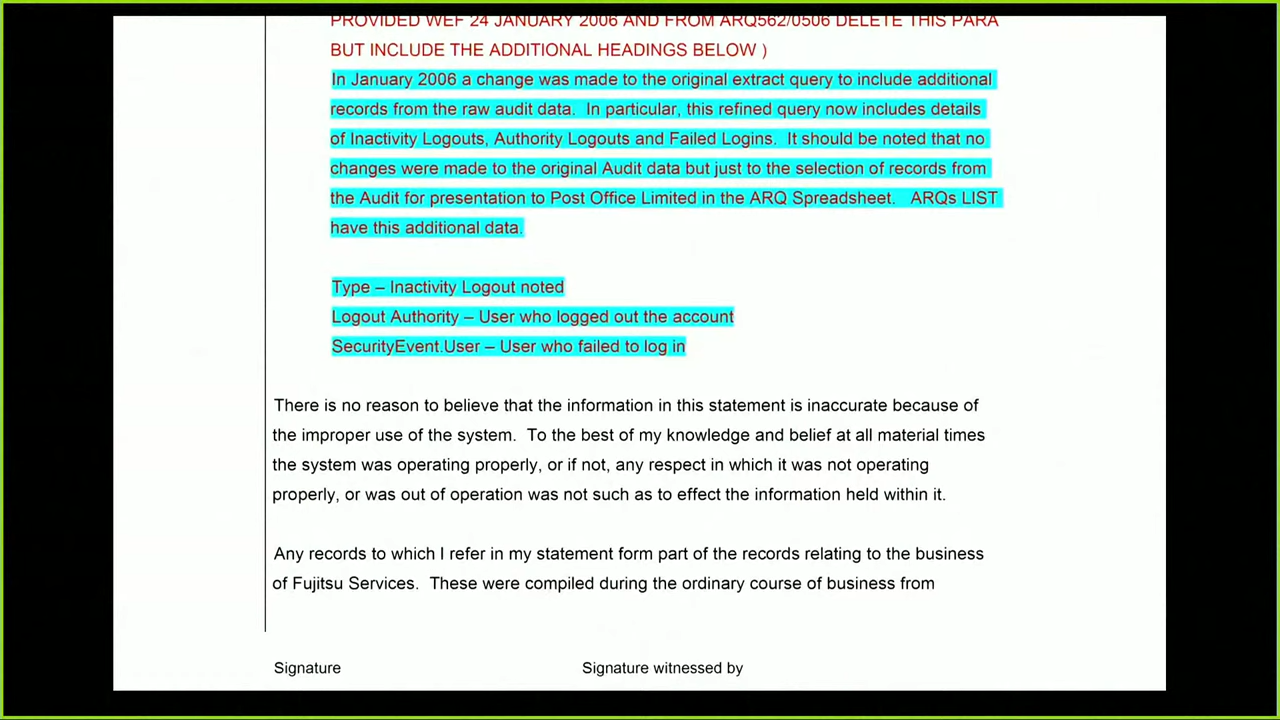 PROVIDED WEF 24 JANUARY 2006 AND FROM ARQ562/0506 DELETE THIS PARA
BUT INCLUDE THE ADDITIONAL HEADINGS BELOW )
In January 2006 a change was made to the original extract query to include additional
records from the raw audit data.  In particular, this refined query now includes details
of Inactivity Logouts, Authority Logouts and Failed Logins.  It should be noted that no
changes were made to the original Audit data but just to the selection of records from
the Audit for presentation to Post Office Limited in the ARQ Spreadsheet.   ARQs LIST
have this additional data.
Type – Inactivity Logout noted
Logout Authority – User who logged out the account
SecurityEvent.User – User who failed to log in
There is no reason to believe that the information in this statement is inaccurate because of
the improper use of the system.  To the best of my knowledge and belief at all material times
the system was operating properly, or if not, any respect in which it was not operating
properly, or was out of operation was not such as to effect the information held within it.
Any records to which I refer in my statement form part of the records relating to the business
of Fujitsu Services.  These were compiled during the ordinary course of business from
Signature Signature witnessed by